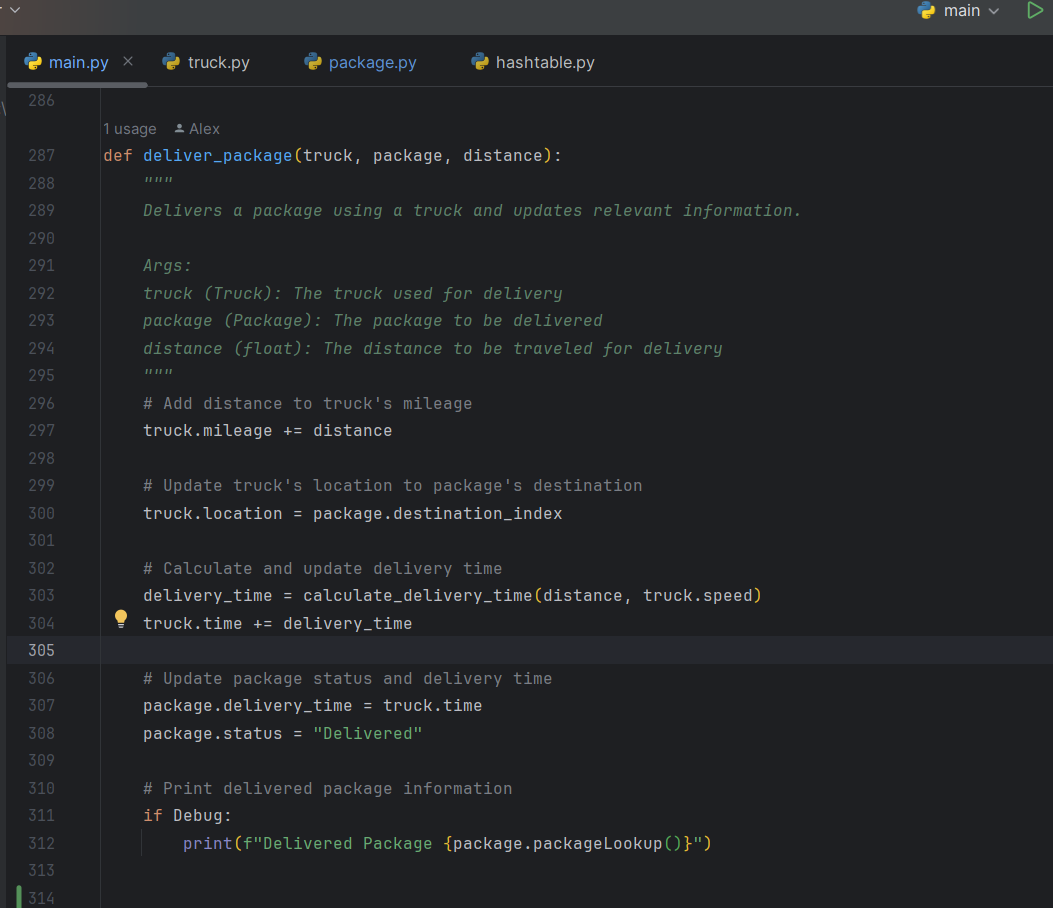 main
main.py
truck.py
package.py
hashtable.py
286
1 usage Alex
287 def deliver_package(truck, package, distance):
288 """
289 Delivers a package using a truck and updates relevant information.
290
291 Args:
292 truck (Truck): The truck used for delivery
293 package (Package): The package to be delivered
294 distance (float): The distance to be traveled for delivery
295 """
296 # Add distance to truck's mileage
297 truck.mileage += distance
298
299 # Update truck's location to package's destination
300 truck.location = package.destination_index
301
302 # Calculate and update delivery time
303 delivery_time = calculate_delivery_time(distance, truck.speed)
304 truck.time += delivery_time
305
306 # Update package status and delivery time
307 package.delivery_time = truck.time
308 package.status = "Delivered"
309
310 # Print delivered package information
311 if Debug:
312 print(f"Delivered Package {package.packageLookup()}")
313
314